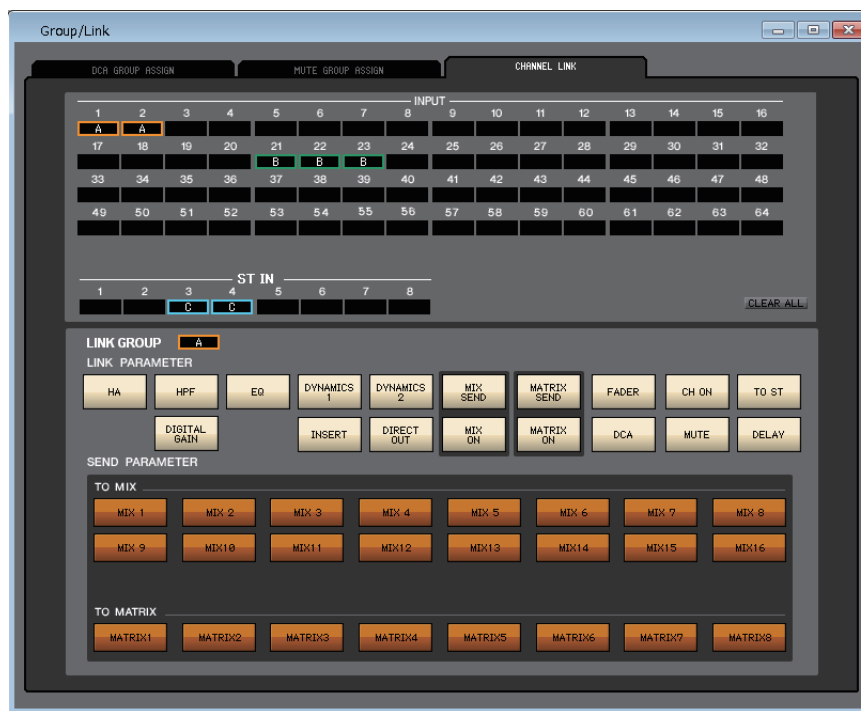 Group/Link
DCA GROUP ASSIGN MUTE GROUP ASSIGN CHANNEL LINK
INPUT
1 2 3 4 5 6 7 8 9 10 11 12 13 14 15 16
A A
17 18 19 20 21 22 23 24 25 26 27 28 29 30 31 32
B B B
33 34 35 36 37 38 39 40 41 42 43 44 45 46 47 48
49 50 51 52 53 54 55 56 57 58 59 60 61 62 63 64
ST IN
1 2 3 4 5 6 7 8
C C
CLEAR ALL
LINK GROUP A
LINK PARAMETER
HA HPF EQ DYNAMICS 1 DYNAMICS 2 MIX SEND MATRIX SEND FADER CH ON TO ST
DIGITAL GAIN INSERT DIRECT OUT MIX ON MATRIX ON DCA MUTE DELAY
SEND PARAMETER
TO MIX
MIX 1 MIX 2 MIX 3 MIX 4 MIX 5 MIX 6 MIX 7 MIX 8
MIX 9 MIX10 MIX11 MIX12 MIX13 MIX14 MIX15 MIX16
TO MATRIX
MATRIX1 MATRIX2 MATRIX3 MATRIX4 MATRIX5 MATRIX6 MATRIX7 MATRIX8